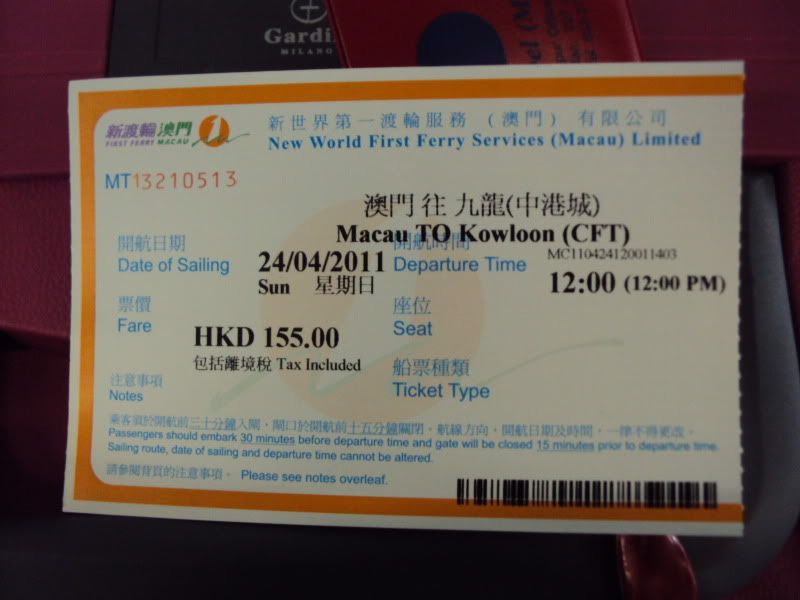 Gardi
MILANO
el (M
新渡輪澳門
FIRST FERRY MACAU
新世界第一渡輪服務 (澳門) 有限公司
New World First Ferry Services (Macau) Limited
MT13210513
澳門 往 九龍(中港城)
Macau TO Kowloon (CFT)
開航日期
Date of Sailing
24/04/2011
Sun 星期日
開航時間
Departure Time
MC110424120011403
12:00 (12:00 PM)
票價
Fare
HKD 155.00
包括離境稅 Tax Included
座位
Seat
船票種類
Ticket Type
注意事項
Notes
乘客須於開航前三十分鐘入閘，閘口於開航前十五分鐘關閉。航線方向，開航日期及時間，一律不得更改。
Passengers should embark 30 minutes before departure time and gate will be closed 15 minutes prior to departure time.
Sailing route, date of sailing and departure time cannot be altered.
請參閱背頁的注意事項。 Please see notes overleaf.